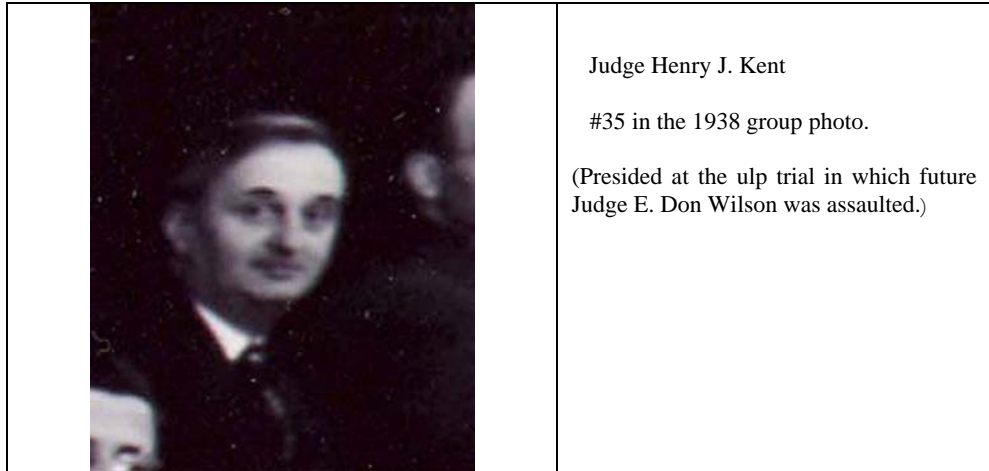 Judge Henry J. Kent
#35 in the 1938 group photo.
(Presided at the ulp trial in which future
Judge E. Don Wilson was assaulted.)